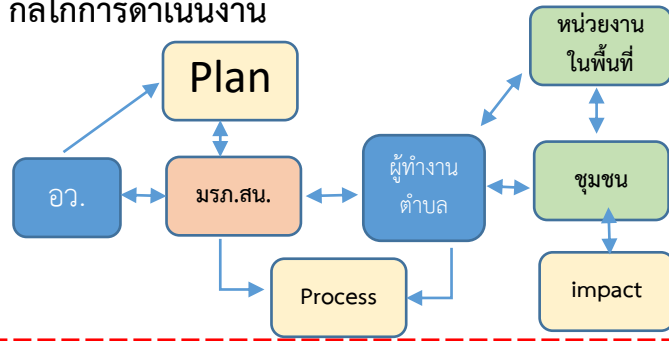 กลไกการดำเนินงาน
หน่วยงาน
ในพื้นที่
Plan
อว.
มรภ.สน.
ผู้ทำงาน
ตำบล
ชุมชน
Process
impact